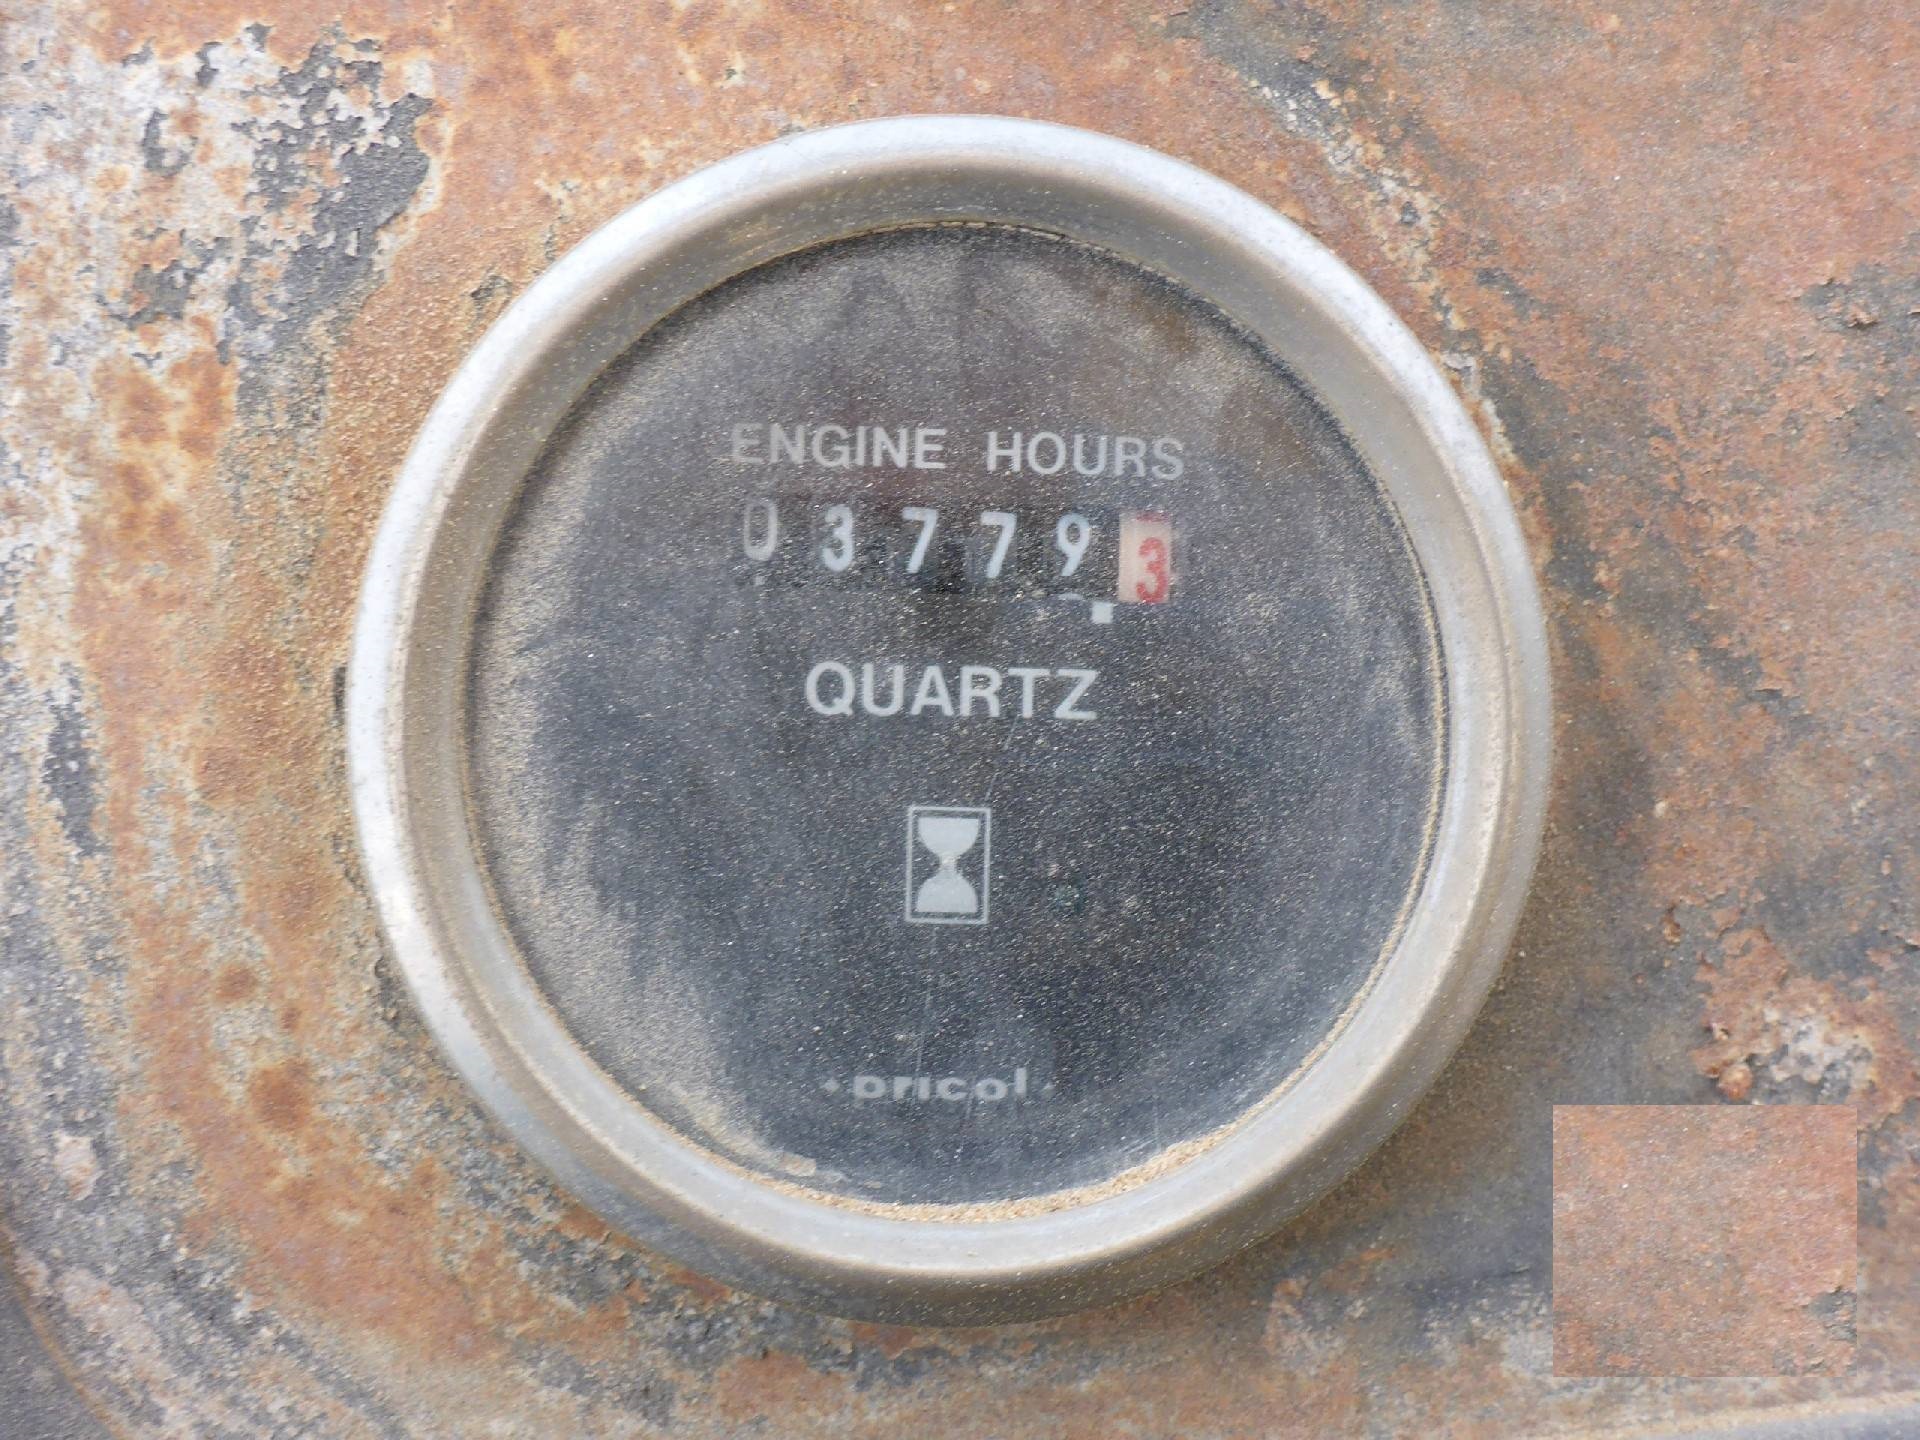 ENGINE HOURS
037793
QUARTZ
pricol